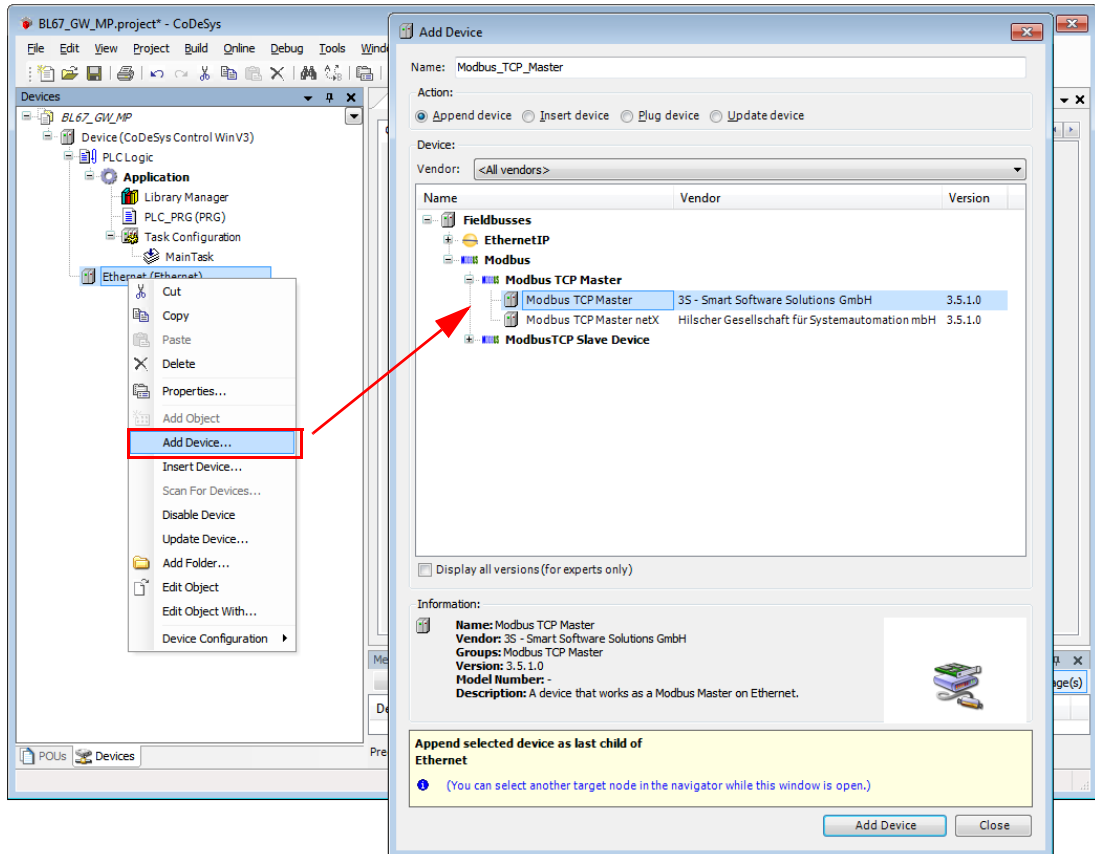 BL67_GW_MP.project* - CoDeSys
File Edit View Project Build Online Debug Tools
Devices
BL67_GW_MP
Device (CoDeSys Control Win V3)
PLC Logic
Application
Library Manager
PLC_PRG (PRG)
Task Configuration
MainTask
Ethernet (Ethernet)
Cut
Copy
Paste
Delete
Properties...
Add Object
Add Device...
Insert Device...
Scan For Devices...
Disable Device
Update Device...
Add Folder...
Edit Object
Edit Object With...
Device Configuration
POUs Devices
Add Device
Name: Modbus_TCP_Master
Action:
Append device Insert device Plug device Update device
Device:
Vendor: <All vendors>
Name Vendor Version
Fieldbusses
EthernetIP
Modbus
Modbus TCP Master
Modbus TCP Master 3S - Smart Software Solutions GmbH 3.5.1.0
Modbus TCP Master netX Hilscher Gesellschaft für Systemautomation mbH 3.5.1.0
ModbusTCP Slave Device
Display all versions (for experts only)
Information:
Name: Modbus TCP Master
Vendor: 3S - Smart Software Solutions GmbH
Groups: Modbus TCP Master
Version: 3.5.1.0
Model Number: -
Description: A device that works as a Modbus Master on Ethernet.
Append selected device as last child of
Ethernet
(You can select another target node in the navigator while this window is open.)
Add Device Close